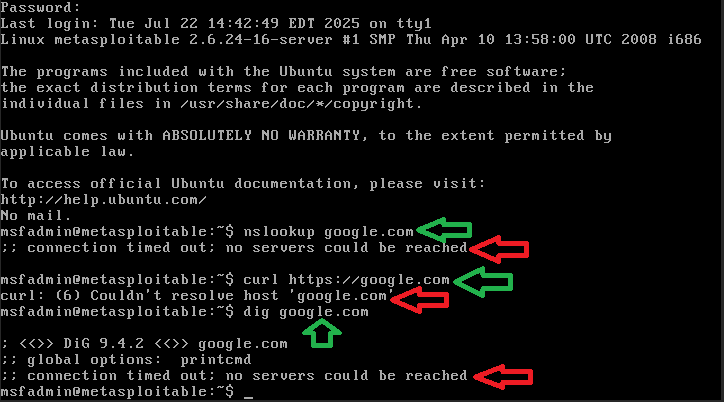 Password:
Last login: Tue Jul 22 14:42:49 EDT 2025 on tty1
Linux metasploitable 2.6.24-16-server #1 SMP Thu Apr 10 13:58:00 UTC 2008 i686
The programs included with the Ubuntu system are free software;
the exact distribution terms for each program are described in the
individual files in /usr/share/doc/*/copyright.
Ubuntu comes with ABSOLUTELY NO WARRANTY, to the extent permitted by
applicable law.
To access official Ubuntu documentation, please visit:
http://help.ubuntu.com/
No mail.
msfadmin@metasploitable:~$ nslookup google.com
;; connection timed out; no servers could be reached
msfadmin@metasploitable:~$ curl https://google.com
curl: (6) Couldn't resolve host 'google.com'
msfadmin@metasploitable:~$ dig google.com
; <<>> DiG 9.4.2 <<>> google.com
;; global options:  printcmd
;; connection timed out; no servers could be reached
msfadmin@metasploitable:~$ _